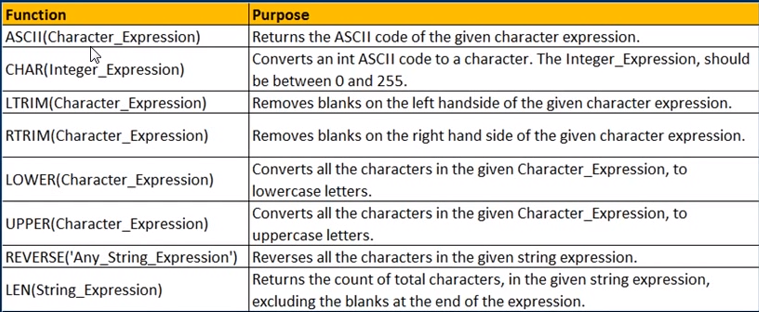 Function Purpose
ASCII(Character_Expression) Returns the ASCII code of the given character expression.
CHAR(Integer_Expression) Converts an int ASCII code to a character. The Integer_Expression, should
be between 0 and 255.
LTRIM(Character_Expression) Removes blanks on the left handside of the given character expression.
RTRIM(Character_Expression) Removes blanks on the right hand side of the given character expression.
LOWER(Character_Expression) Converts all the characters in the given Character_Expression, to
lowercase letters.
UPPER(Character_Expression) Converts all the characters in the given Character_Expression, to
uppercase letters.
REVERSE('Any_String_Expression') Reverses all the characters in the given string expression.
LEN(String_Expression) Returns the count of total characters, in the given string expression,
excluding the blanks at the end of the expression.